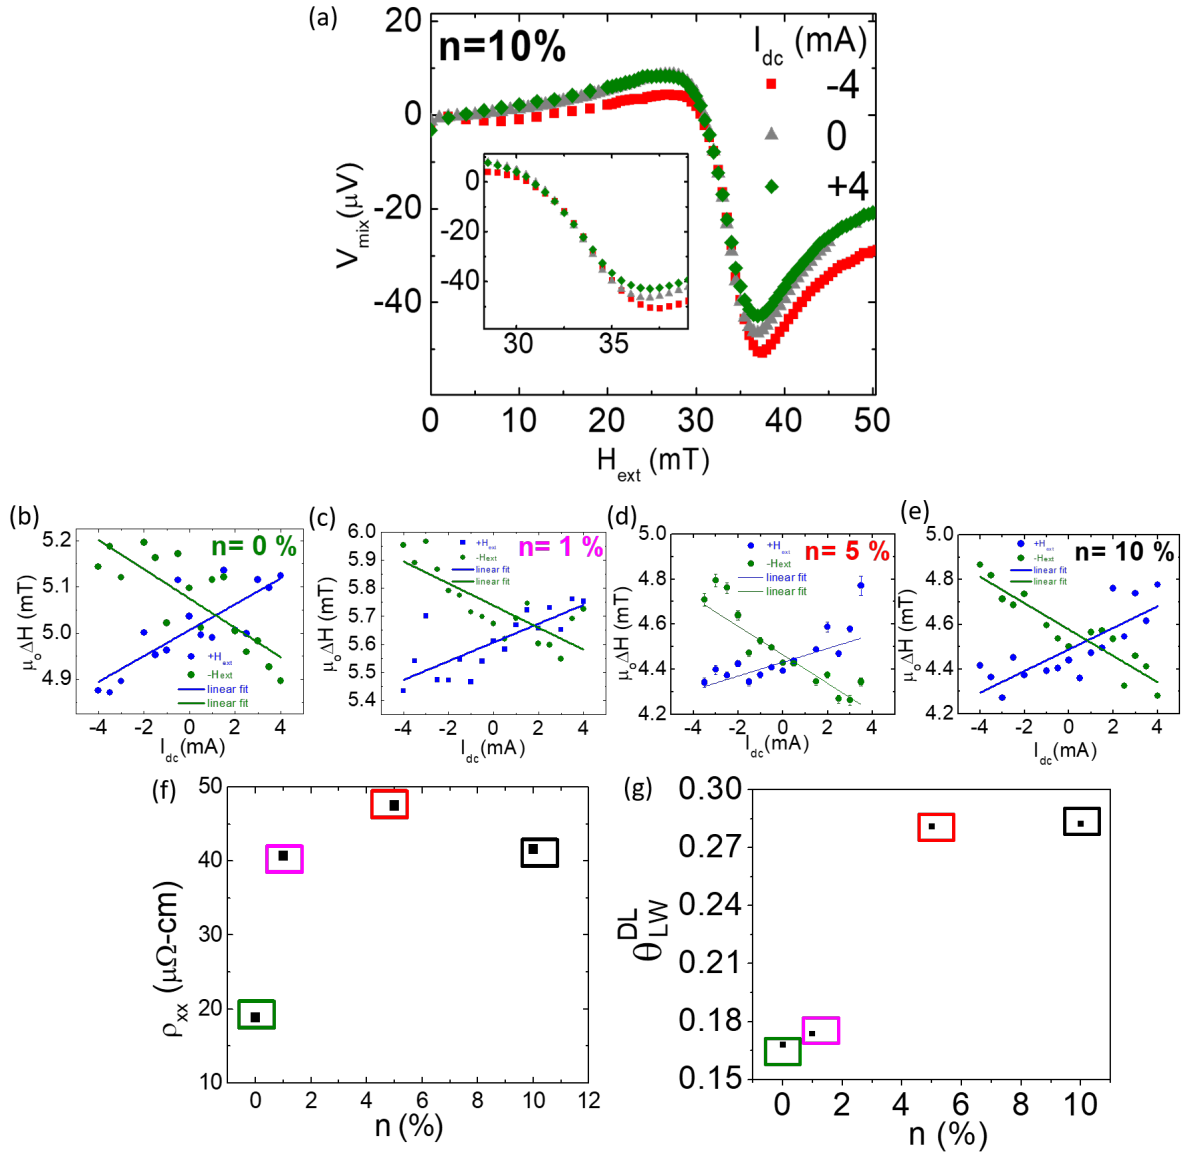 (a)
n=10%
I_dc (mA)
-4
0
+4
20
0
-20
-40
V_mix (μV)
0
-20
-40
30
35
0
10
20
30
40
50
H_ext (mT)
(b)
n= 0 %
5.2
5.1
5.0
4.9
μ_oΔH (mT)
+H_ext
-Hext
linear fit
linear fit
-4
-2
0
2
4
I_dc(mA)
(c)
n= 1 %
6.0
5.9
5.8
5.7
5.6
5.5
5.4
μ_oΔH (mT)
+H_ext
-Hext
linear fit
linear fit
-4
-2
0
2
4
I_dc(mA)
(d)
n= 5 %
5.0
4.8
4.6
4.4
4.2
μ_oΔH (mT)
+H_ext
-Hext
linear fit
linear fit
-4
-2
0
2
4
I_dc(mA)
(e)
n= 10 %
5.0
4.8
4.6
4.4
4.2
μ_oΔH (mT)
+H_ext
-Hext
linear fit
linear fit
-4
-2
0
2
4
I_dc(mA)
(f)
50
40
30
20
10
ρ_xx (μΩ-cm)
0
2
4
6
8
10
12
n (%)
(g)
0.30
0.27
0.24
0.21
0.18
0.15
θ^DL_LW
0
2
4
6
8
10
n (%)